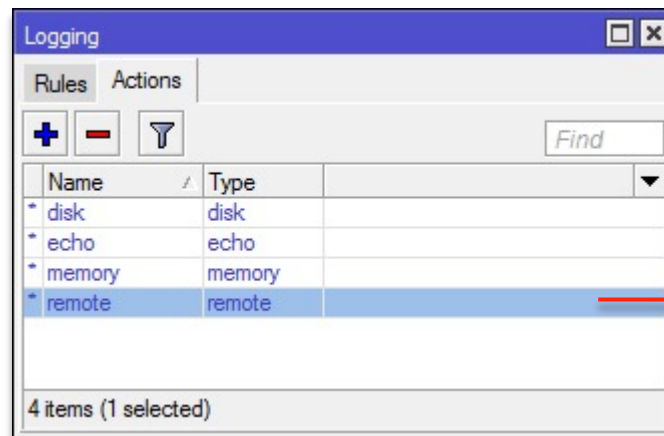 Logging
Rules Actions
Find
Name Type
* disk disk
* echo echo
* memory memory
* remote remote
4 items (1 selected)